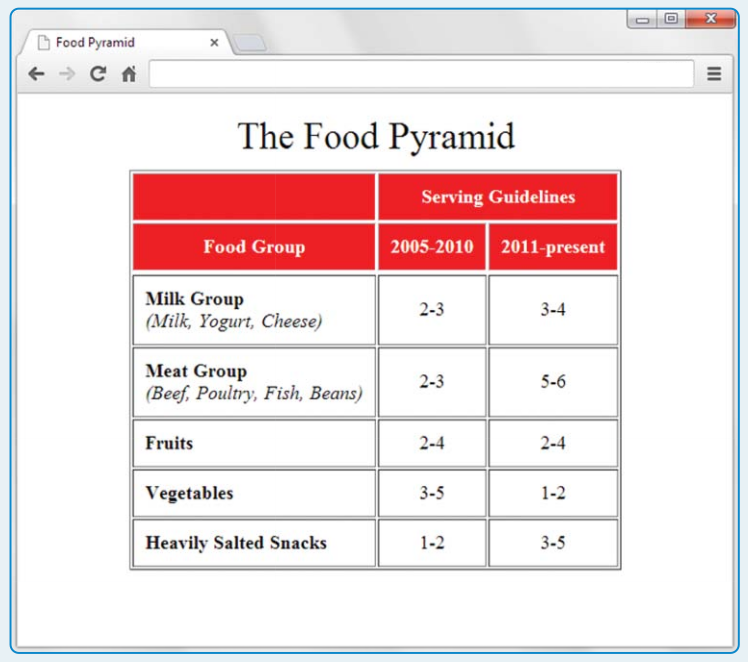 Food Pyramid
The Food Pyramid
Serving Guidelines
Food Group 2005-2010 2011-present
Milk Group
(Milk, Yogurt, Cheese) 2-3 3-4
Meat Group
(Beef, Poultry, Fish, Beans) 2-3 5-6
Fruits 2-4 2-4
Vegetables 3-5 1-2
Heavily Salted Snacks 1-2 3-5